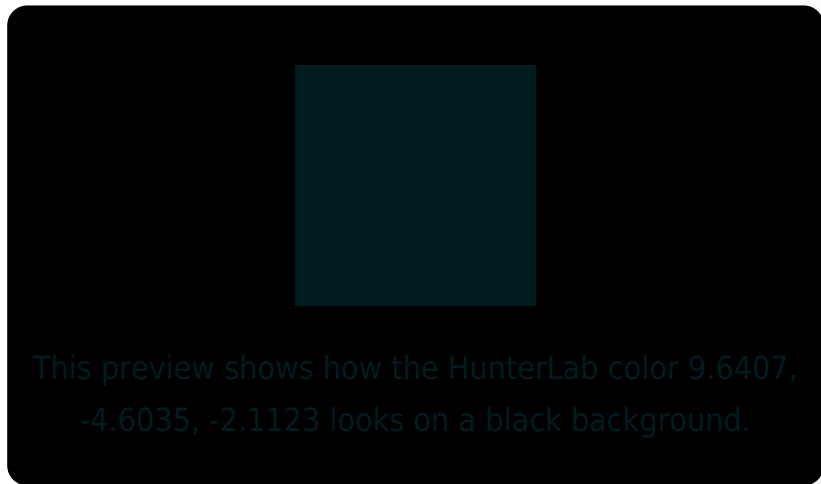 This preview shows how the HunterLab color 9.6407,
-4.6035, -2.1123 looks on a black background.